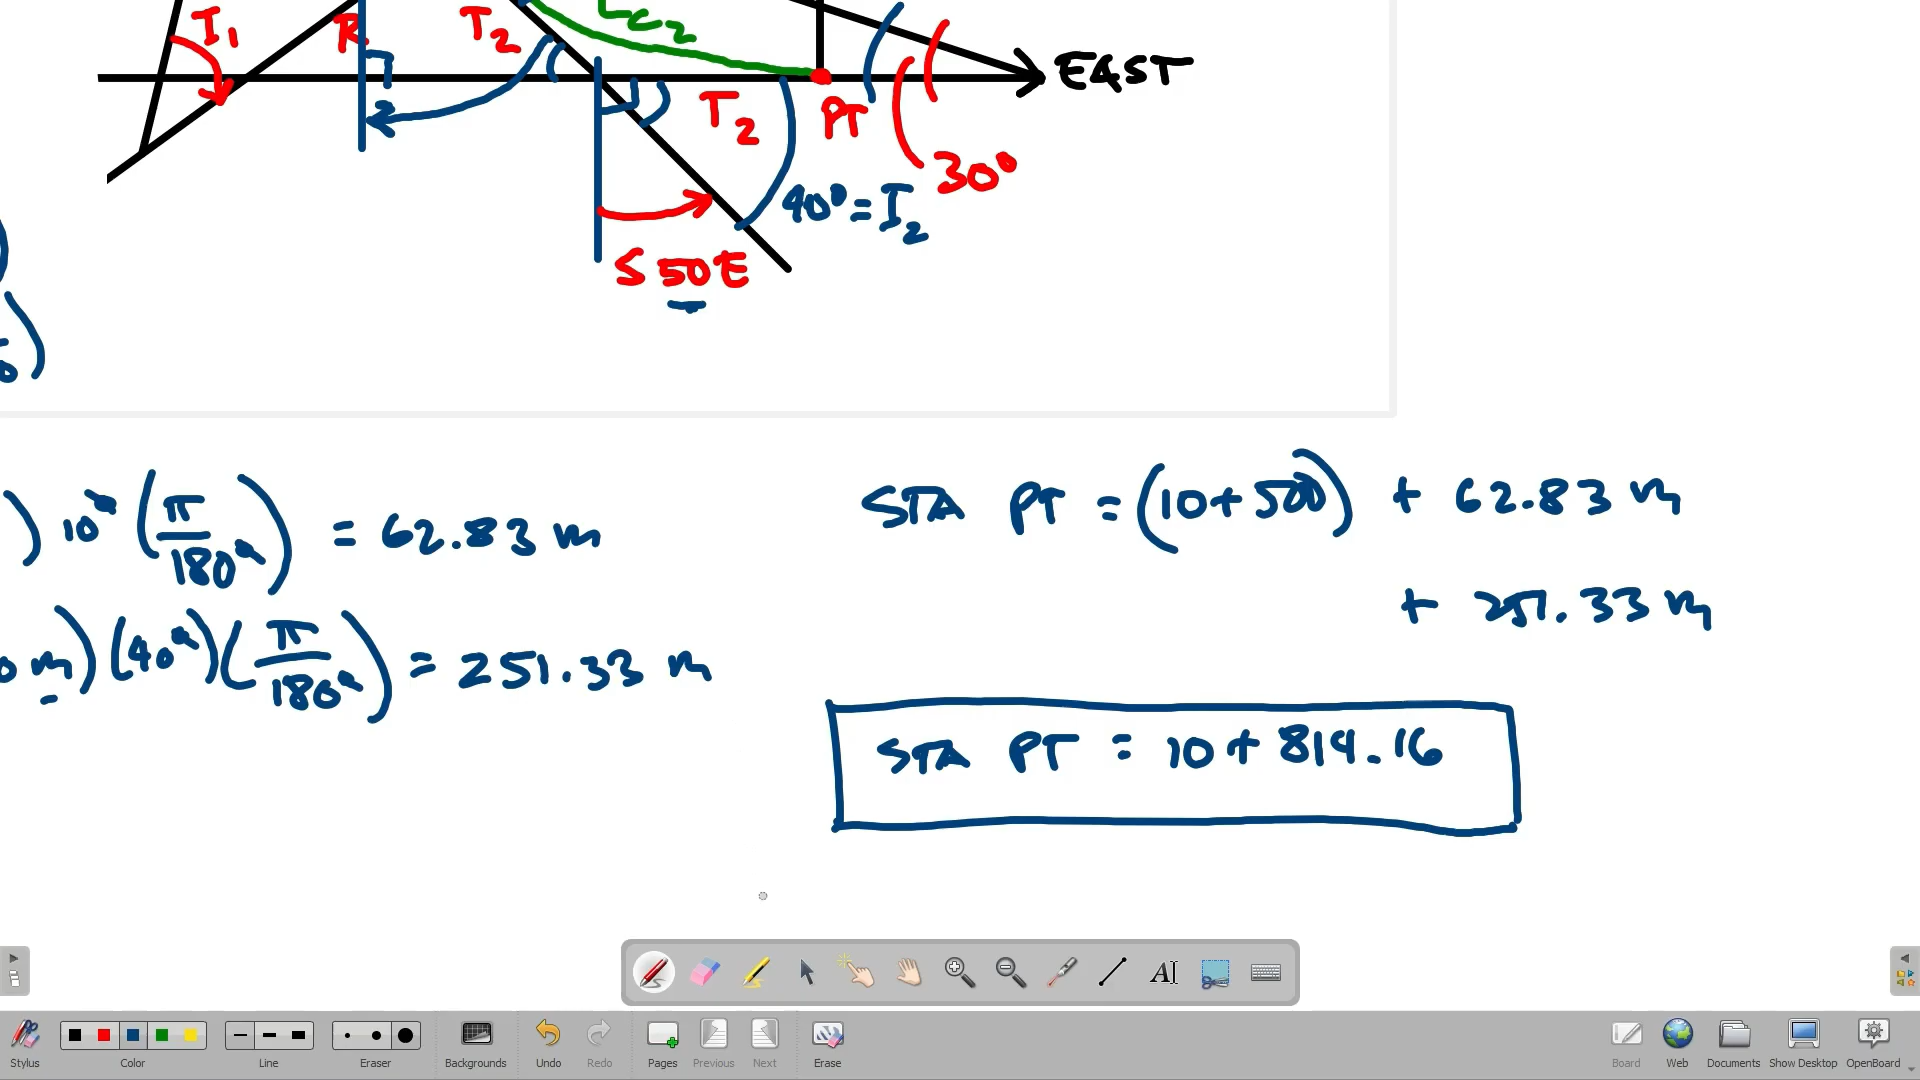 I1
R
T2
Lc2
EAST
T2
PT
30°
40° = I2
S 50 E
) 10° (π/180°) = 62.83 m
0 m) (40°) (π/180°) = 251.33 m
STA PT = (10+500) + 62.83 m
+ 251.33 m
STA PT = 10+814.16
Stylus
Color
Line
Eraser
Backgrounds
Undo
Redo
Pages
Previous
Next
Erase
Board
Web
Documents
Show Desktop
OpenBoard